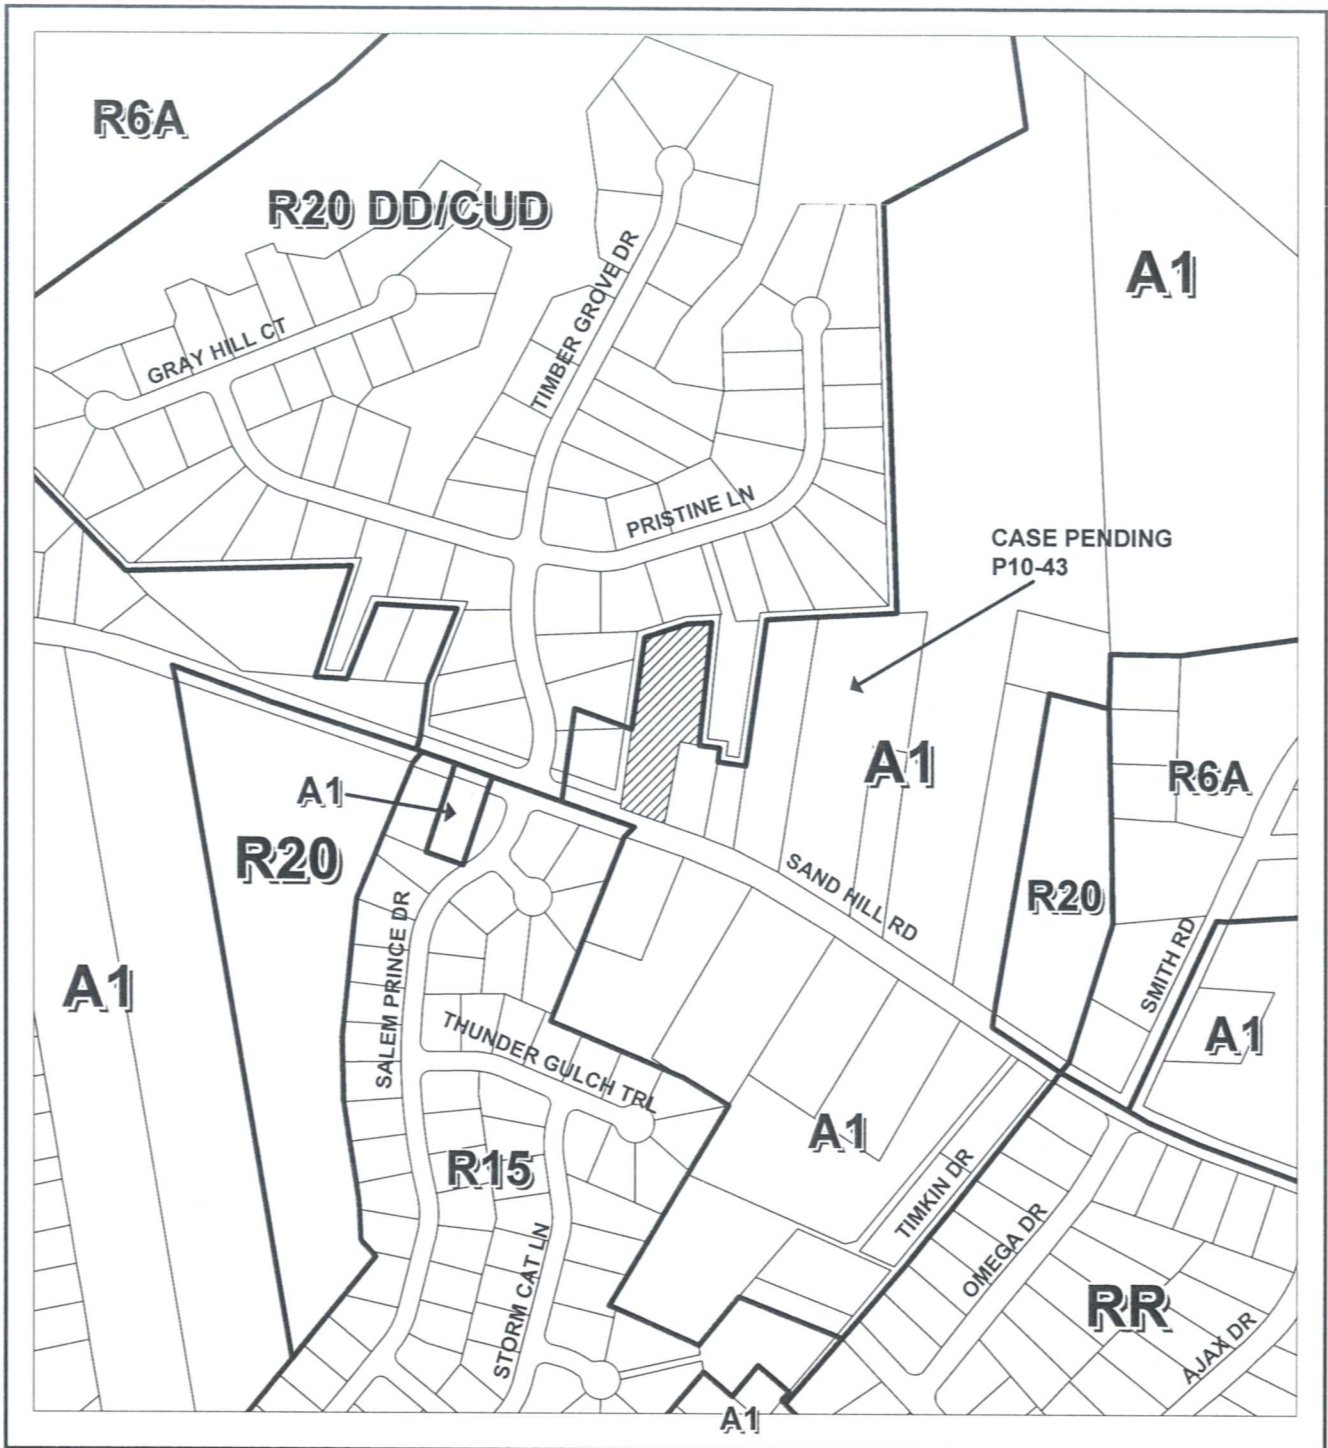 R6A
R20 DD/CUD
TIMBER GROVE DR
A1
GRAY HILL CT
PRISTINE LN
CASE PENDING
P10-43
A1
R6A
A1
R20
SAND HILL RD
R20
SALEM PRINCE DR
SMITH RD
A1
THUNDER GULCH TRL
A1
A1
R15
TIMKIN DR
OMEGA DR
STORM CAT LN
RR
AJAX DR
A1